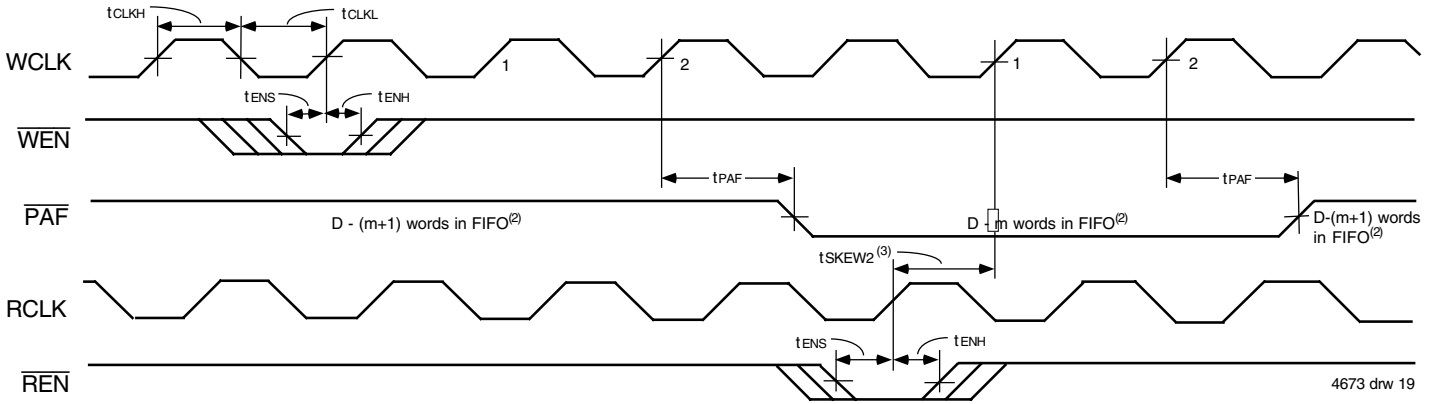 tCLKH tCLKL
WCLK 1 2 1 2
tENS tENH
WEN
tPAF tPAF
PAF D - (m+1) words in FIFO(2) D - m words in FIFO(2) D-(m+1) words
in FIFO(2)
tSKEW2 (3)
RCLK
tENS tENH
REN
4673 drw 19